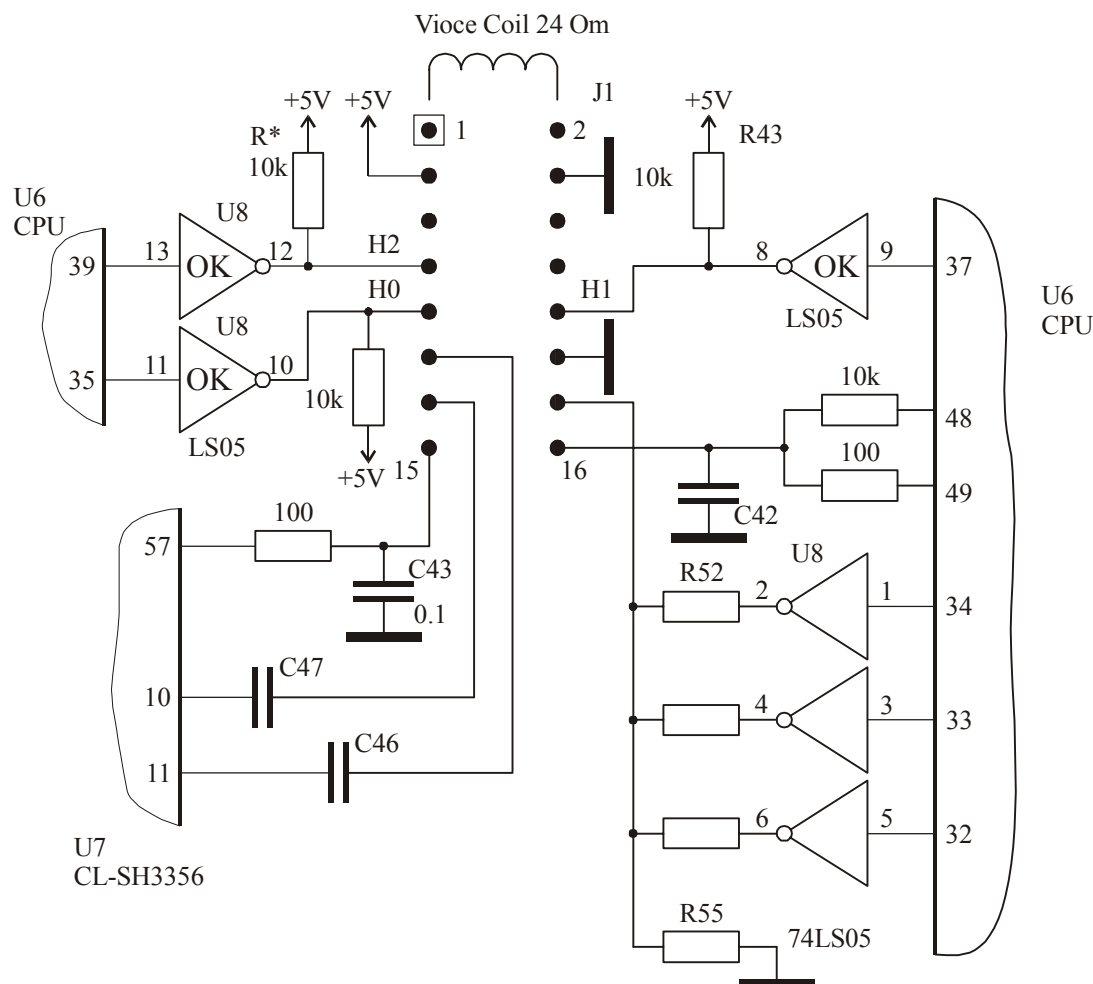 Vioce Coil 24 Om
J1
+5V
+5V
+5V
R*
10k
1
2
R43
10k
U6
CPU
U8
39
13
OK
12
H2
8
OK
9
37
H0
H1
LS05
U6
CPU
U8
35
11
OK
10
LS05
10k
+5V
15
16
10k
48
100
49
C42
57
100
C43
0.1
U8
R52
2
1
34
10
C47
4
3
33
11
C46
6
5
32
U7
CL-SH3356
R55
74LS05